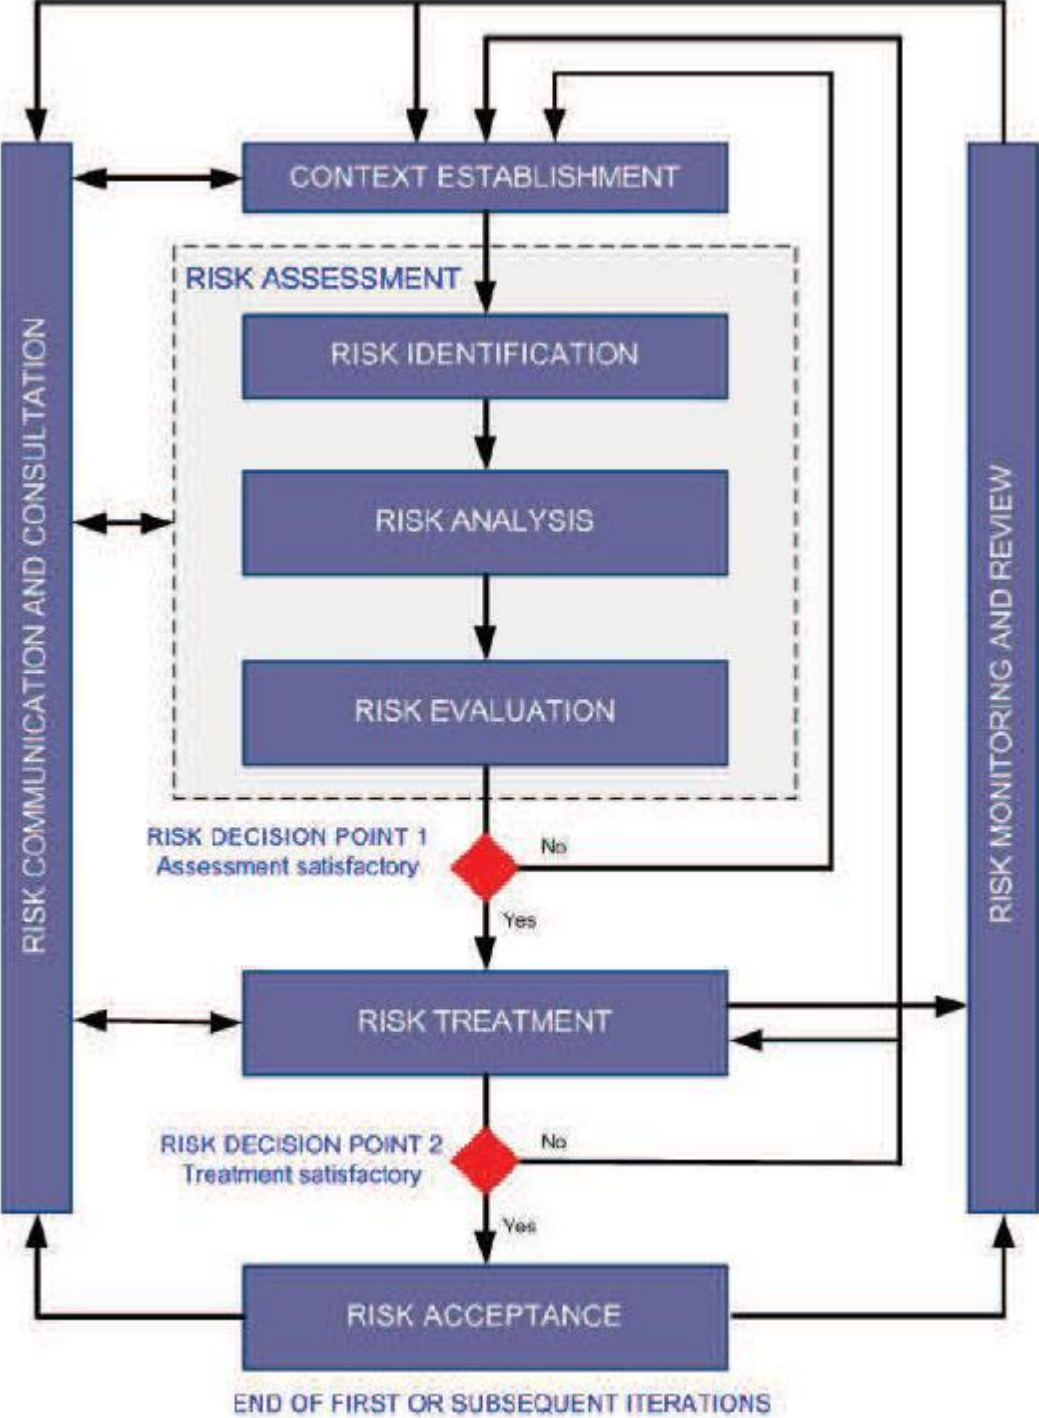 CONTEXT ESTABLISHMENT
RISK ASSESSMENT
RISK IDENTIFICATION
RISK ANALYSIS
RISK EVALUATION
RISK COMMUNICATION AND CONSULTATION
RISK MONITORING AND REVIEW
RISK DECISION POINT 1
Assessment satisfactory
No
Yes
RISK TREATMENT
RISK DECISION POINT 2
Treatment satisfactory
No
Yes
RISK ACCEPTANCE
END OF FIRST OR SUBSEQUENT ITERATIONS